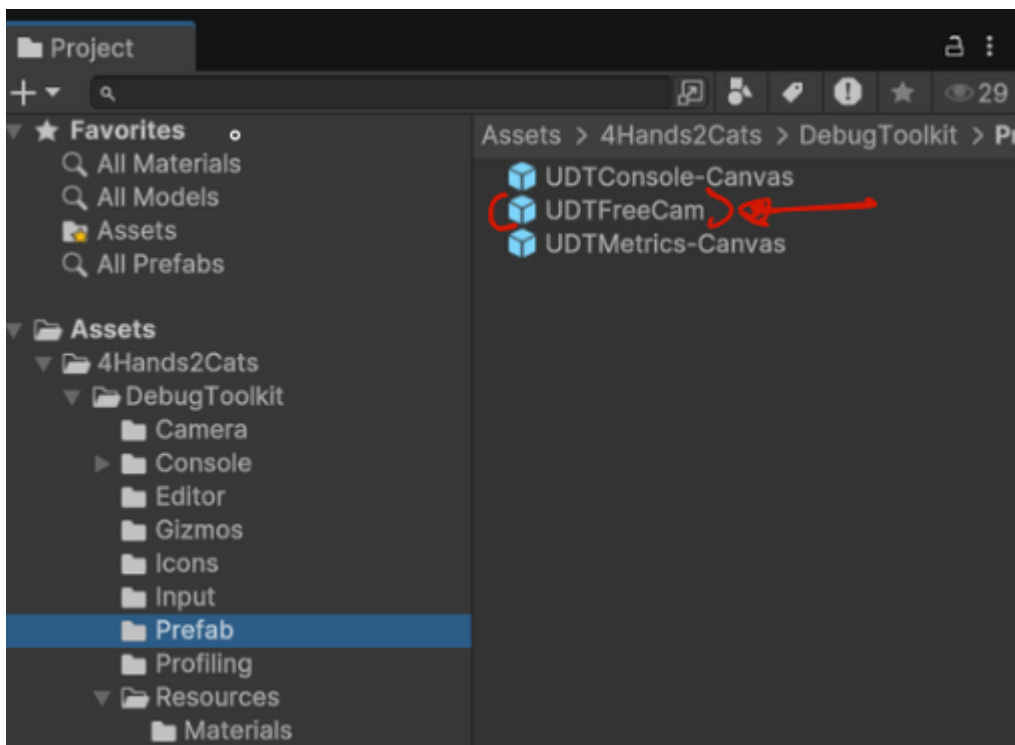 Project
29
Favorites
All Materials
All Models
Assets
All Prefabs
Assets
4Hands2Cats
DebugToolkit
Camera
Console
Editor
Gizmos
Icons
Input
Prefab
Profiling
Resources
Materials
Assets > 4Hands2Cats > DebugToolkit > Pr
UDTConsole-Canvas
UDTFreeCam
UDTMetrics-Canvas